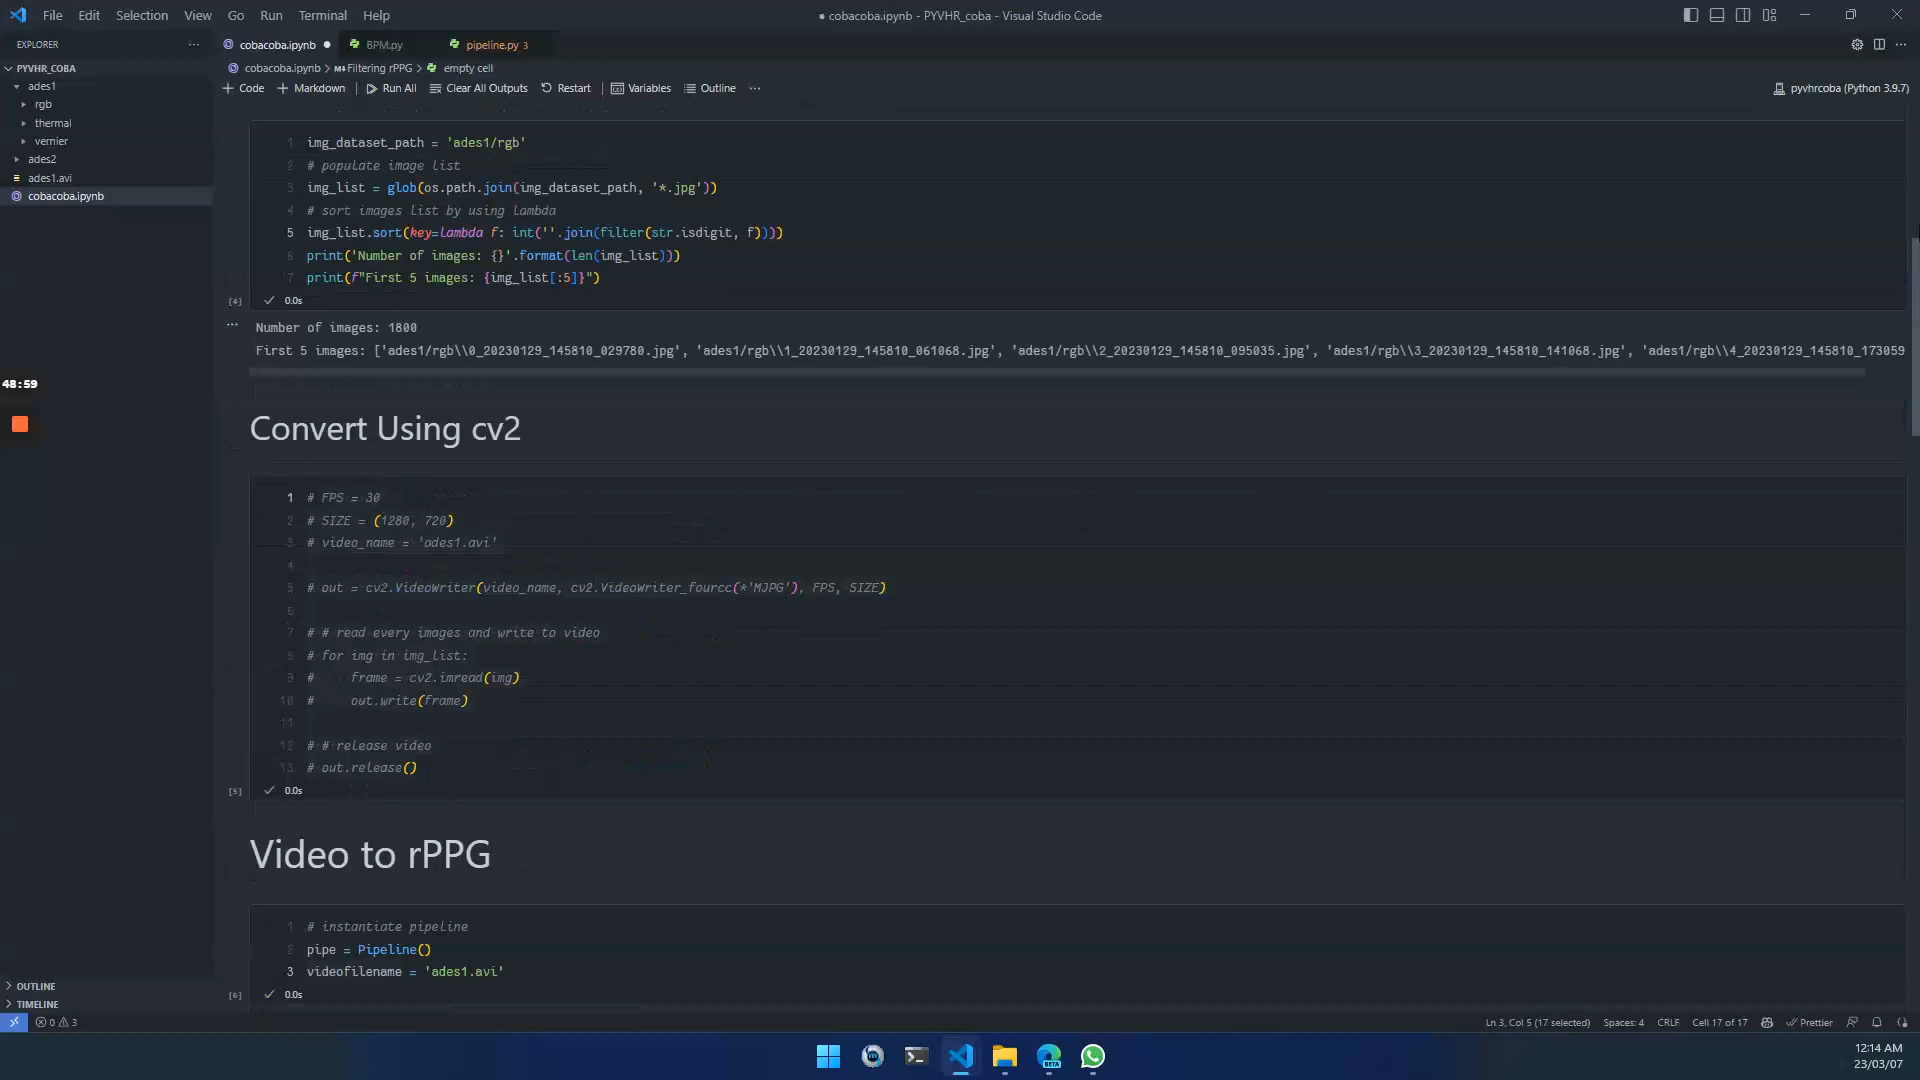 File Edit Selection View Go Run Terminal Help
● cobacoba.ipynb - PYVHR_coba - Visual Studio Code
EXPLORER ···
cobacoba.ipynb ● BPM.py pipeline.py 3
PYVHR_COBA
cobacoba.ipynb > M↓Filtering rPPG > empty cell
ades1
rgb
thermal
vernier
ades2
ades1.avi
cobacoba.ipynb
+ Code + Markdown | Run All Clear All Outputs Restart | Variables Outline ···
pyvhrcoba (Python 3.9.7)
1 img_dataset_path = 'ades1/rgb'
2 # populate image list
3 img_list = glob(os.path.join(img_dataset_path, '*.jpg'))
4 # sort images list by using lambda
5 img_list.sort(key=lambda f: int(''.join(filter(str.isdigit, f))))
6 print('Number of images: {}'.format(len(img_list)))
7 print(f"First 5 images: {img_list[:5]}")
[4] ✓ 0.0s
··· Number of images: 1800
First 5 images: ['ades1/rgb\\0_20230129_145810_029780.jpg', 'ades1/rgb\\1_20230129_145810_061068.jpg', 'ades1/rgb\\2_20230129_145810_095035.jpg', 'ades1/rgb\\3_20230129_145810_141068.jpg', 'ades1/rgb\\4_20230129_145810_173059
48:59
Convert Using cv2
1 # FPS = 30
2 # SIZE = (1280, 720)
3 # video_name = 'ades1.avi'
4
5 # out = cv2.VideoWriter(video_name, cv2.VideoWriter_fourcc(*'MJPG'), FPS, SIZE)
6
7 # # read every images and write to video
8 # for img in img_list:
9 #     frame = cv2.imread(img)
10 #     out.write(frame)
11
12 # # release video
13 # out.release()
[5] ✓ 0.0s
Video to rPPG
1 # instantiate pipeline
2 pipe = Pipeline()
3 videofilename = 'ades1.avi'
[6] ✓ 0.0s
OUTLINE
TIMELINE
0 3
Ln 3, Col 5 (17 selected) Spaces: 4 CRLF Cell 17 of 17 Prettier
BETA
12:14 AM
23/03/07